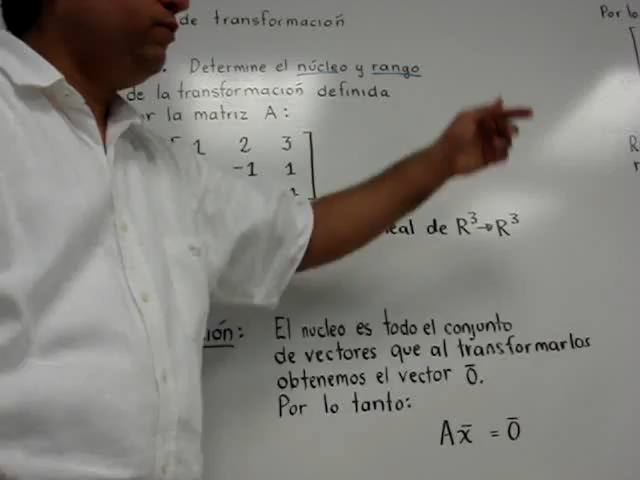 de transformación
Determine el núcleo y rango
de la transformación definida
la matriz A:
1 2 3
-1 1
1
de R³→R³
El nucleo es todo el conjunto
de vectores que al transformarlos
obtenemos el vector 0̄.
Por lo tanto:
Ax̄ = 0̄
Por lo